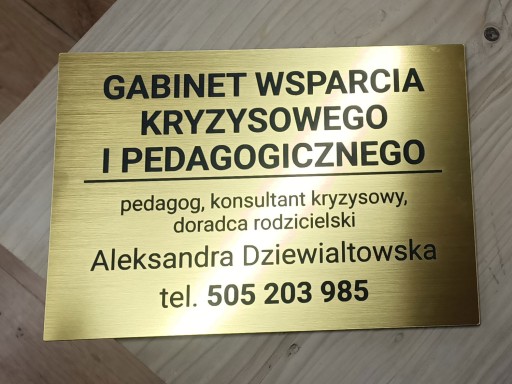 GABINET WSPARCIA
KRYZYSOWEGO
I PEDAGOGICZNEGO
pedagog, konsultant kryzysowy,
doradca rodzicielski
Aleksandra Dziewialtowska
tel. 505 203 985